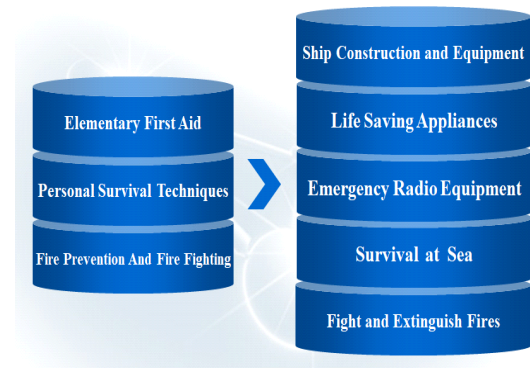 Elementary First Aid
Personal Survival Techniques
Fire Prevention And Fire Fighting
Ship Construction and Equipment
Life Saving Appliances
Emergency Radio Equipment
Survival at Sea
Fight and Extinguish Fires